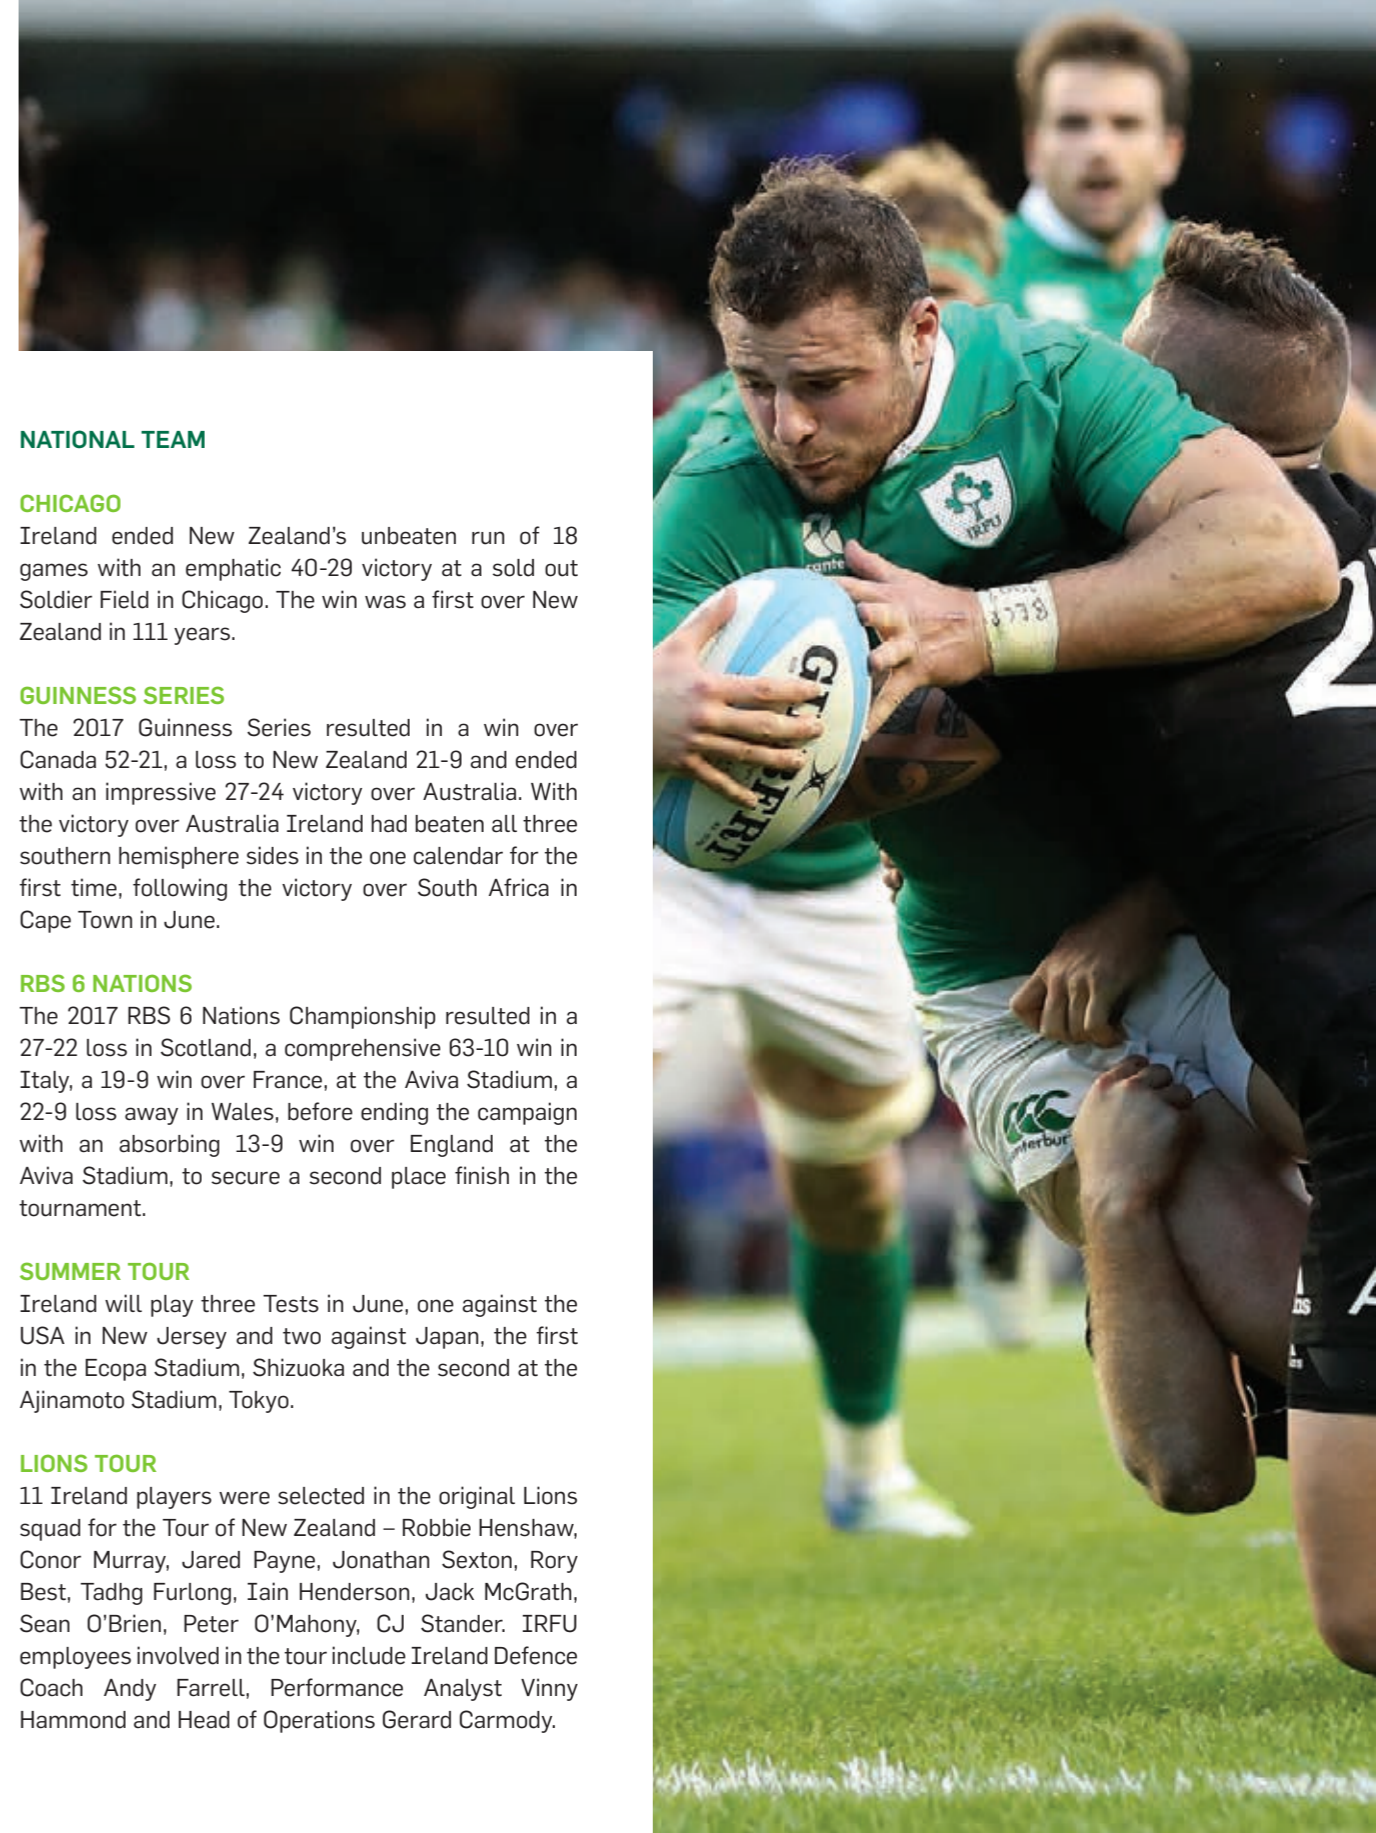 NATIONAL TEAM
CHICAGO
Ireland ended New Zealand's unbeaten run of 18
games with an emphatic 40-29 victory at a sold out
Soldier Field in Chicago. The win was a first over New
Zealand in 111 years.
GUINNESS SERIES
The 2017 Guinness Series resulted in a win over
Canada 52-21, a loss to New Zealand 21-9 and ended
with an impressive 27-24 victory over Australia. With
the victory over Australia Ireland had beaten all three
southern hemisphere sides in the one calendar for the
first time, following the victory over South Africa in
Cape Town in June.
RBS 6 NATIONS
The 2017 RBS 6 Nations Championship resulted in a
27-22 loss in Scotland, a comprehensive 63-10 win in
Italy, a 19-9 win over France, at the Aviva Stadium, a
22-9 loss away in Wales, before ending the campaign
with an absorbing 13-9 win over England at the
Aviva Stadium, to secure a second place finish in the
tournament.
SUMMER TOUR
Ireland will play three Tests in June, one against the
USA in New Jersey and two against Japan, the first
in the Ecopa Stadium, Shizuoka and the second at the
Ajinamoto Stadium, Tokyo.
LIONS TOUR
11 Ireland players were selected in the original Lions
squad for the Tour of New Zealand – Robbie Henshaw,
Conor Murray, Jared Payne, Jonathan Sexton, Rory
Best, Tadhg Furlong, Iain Henderson, Jack McGrath,
Sean O'Brien, Peter O'Mahony, CJ Stander. IRFU
employees involved in the tour include Ireland Defence
Coach Andy Farrell, Performance Analyst Vinny
Hammond and Head of Operations Gerard Carmody.
IRFU
2